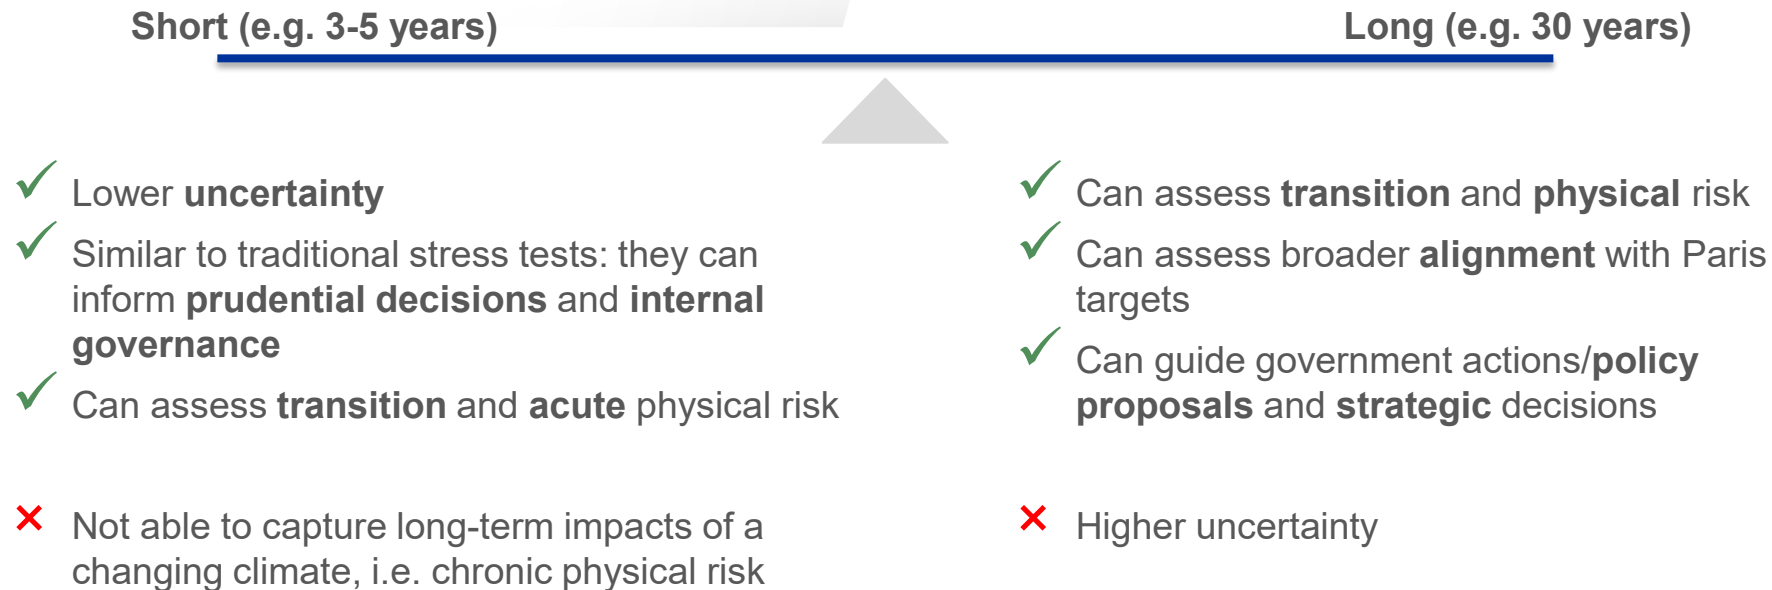 Short (e.g. 3-5 years)
Long (e.g. 30 years)
Lower uncertainty
Similar to traditional stress tests: they can
inform prudential decisions and internal
governance
Can assess transition and acute physical risk
Not able to capture long-term impacts of a
changing climate, i.e. chronic physical risk
Can assess transition and physical risk
Can assess broader alignment with Paris
targets
Can guide government actions/policy
proposals and strategic decisions
Higher uncertainty